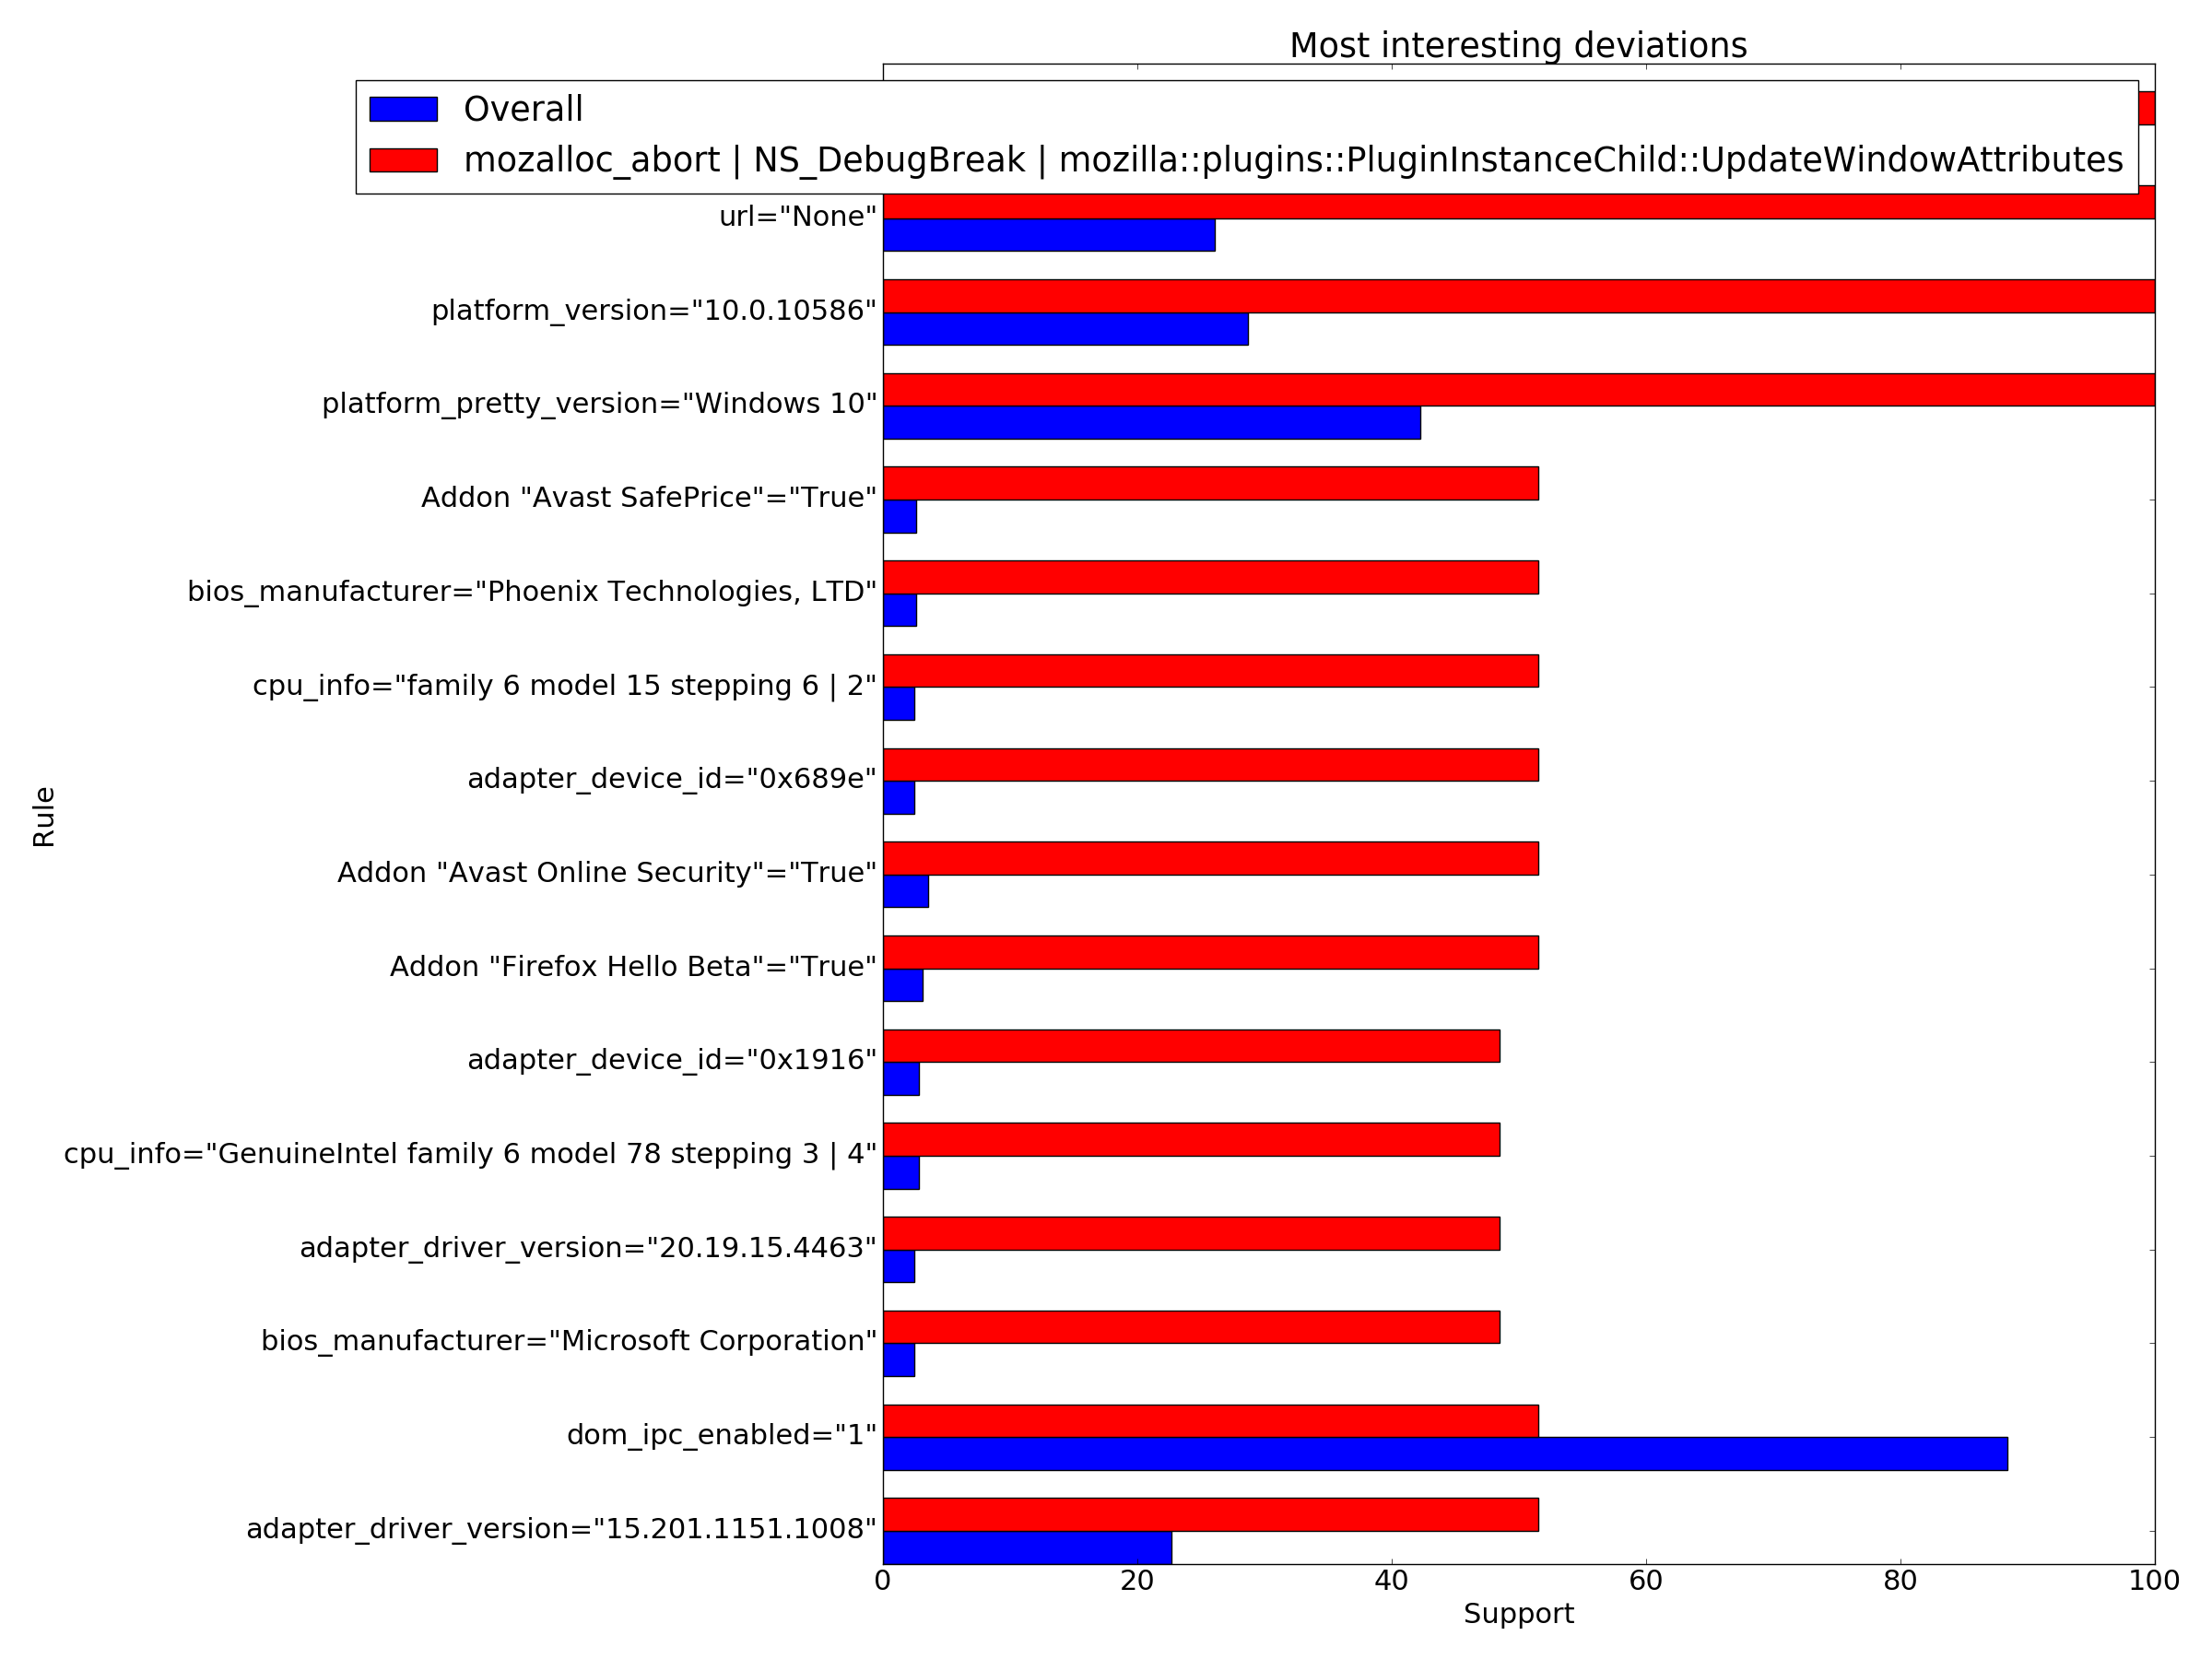 Most interesting deviations
Overall
mozalloc_abort | NS_DebugBreak | mozilla::plugins::PluginInstanceChild::UpdateWindowAttributes
url="None"
platform_version="10.0.10586"
platform_pretty_version="Windows 10"
Addon "Avast SafePrice"="True"
bios_manufacturer="Phoenix Technologies, LTD"
cpu_info="family 6 model 15 stepping 6 | 2"
adapter_device_id="0x689e"
Addon "Avast Online Security"="True"
Addon "Firefox Hello Beta"="True"
adapter_device_id="0x1916"
cpu_info="GenuineIntel family 6 model 78 stepping 3 | 4"
adapter_driver_version="20.19.15.4463"
bios_manufacturer="Microsoft Corporation"
dom_ipc_enabled="1"
adapter_driver_version="15.201.1151.1008"
Rule
0 20 40 60 80 100
Support